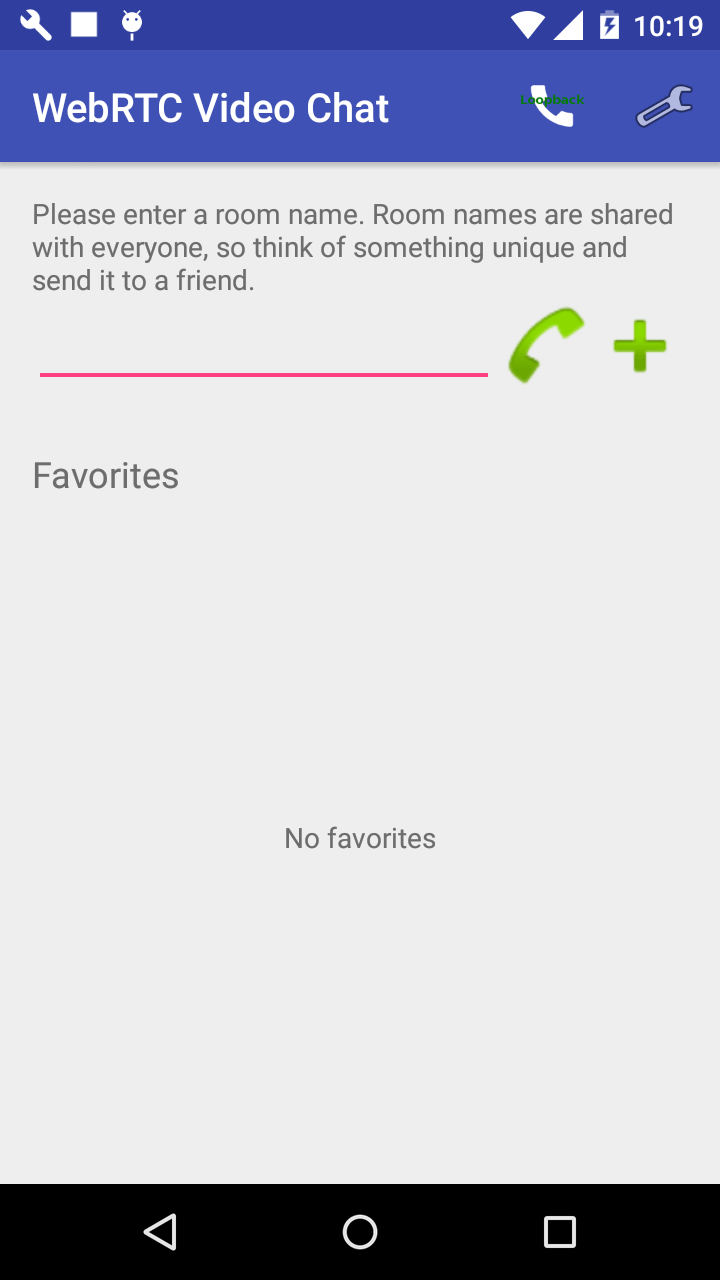 10:19
WebRTC Video Chat
Loopback
Please enter a room name. Room names are shared
with everyone, so think of something unique and
send it to a friend.
Favorites
No favorites